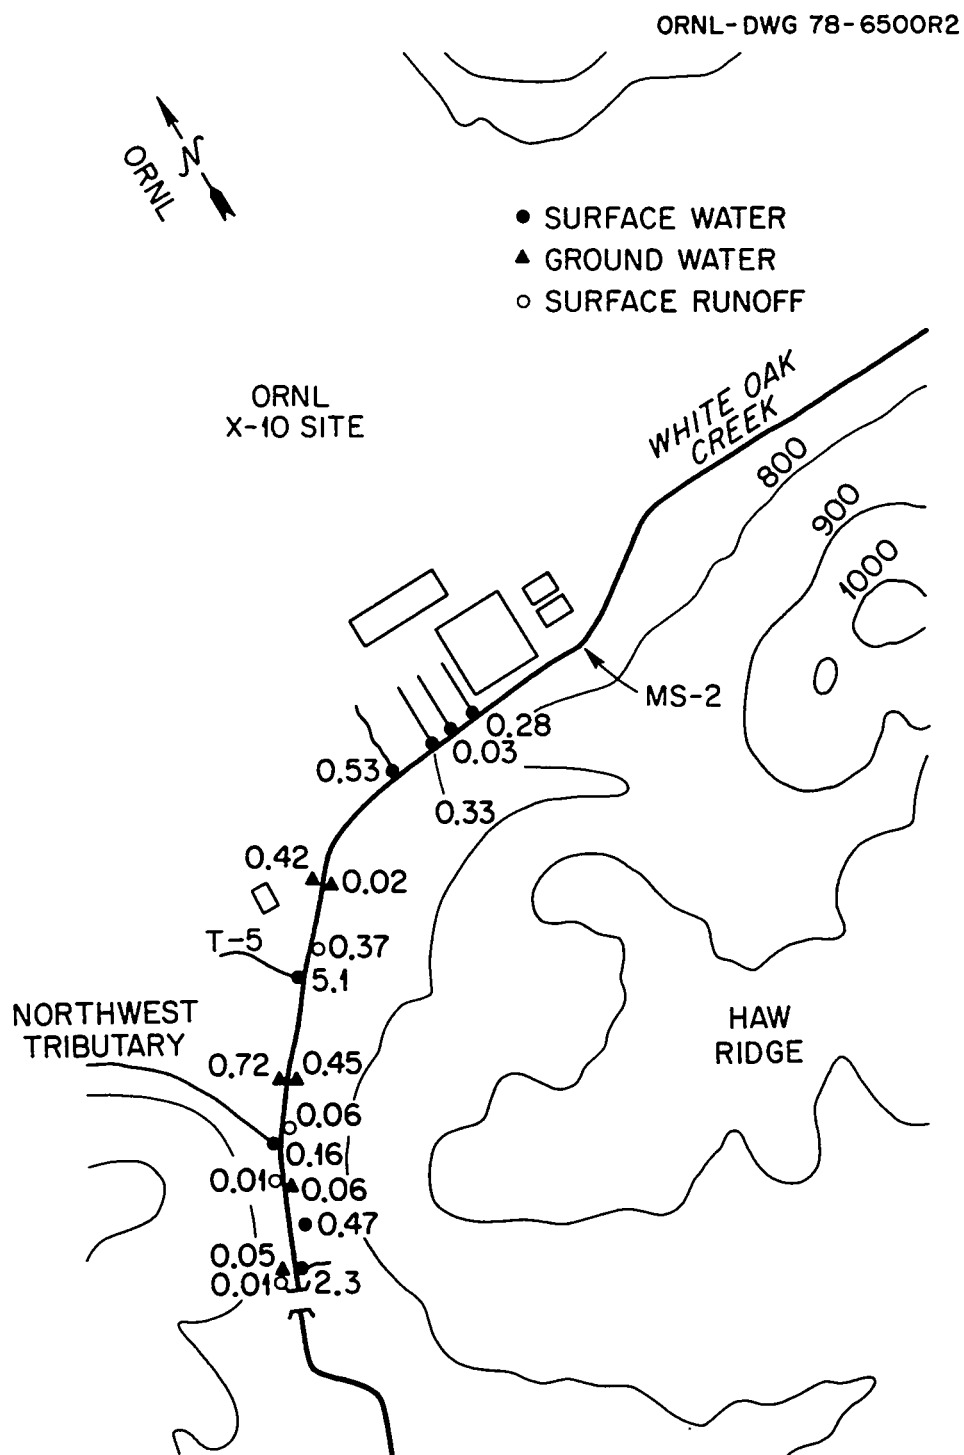 ORNL-DWG 78-6500R2
N
ORNL
SURFACE WATER
GROUND WATER
SURFACE RUNOFF
ORNL
X-10 SITE
WHITE OAK
CREEK
800
900
1000
MS-2
0.28
0.03
0.53
0.33
0.42
0.02
T-5
0.37
5.1
NORTHWEST
TRIBUTARY
HAW
RIDGE
0.72
0.45
0.06
0.16
0.01
0.06
0.47
0.05
0.01
2.3